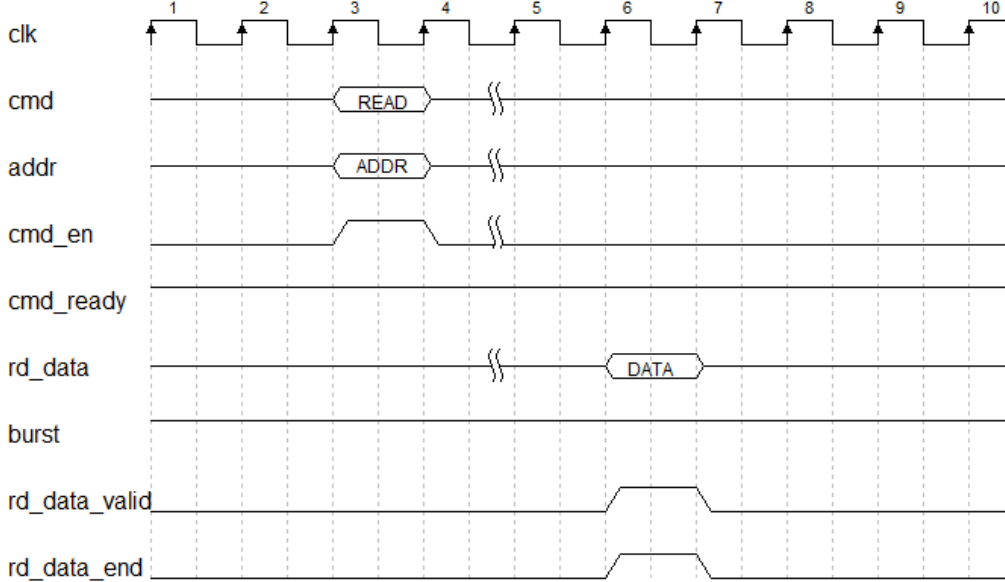 1 2 3 4 5 6 7 8 9 10
clk
cmd READ
addr ADDR
cmd_en
cmd_ready
rd_data DATA
burst
rd_data_valid
rd_data_end